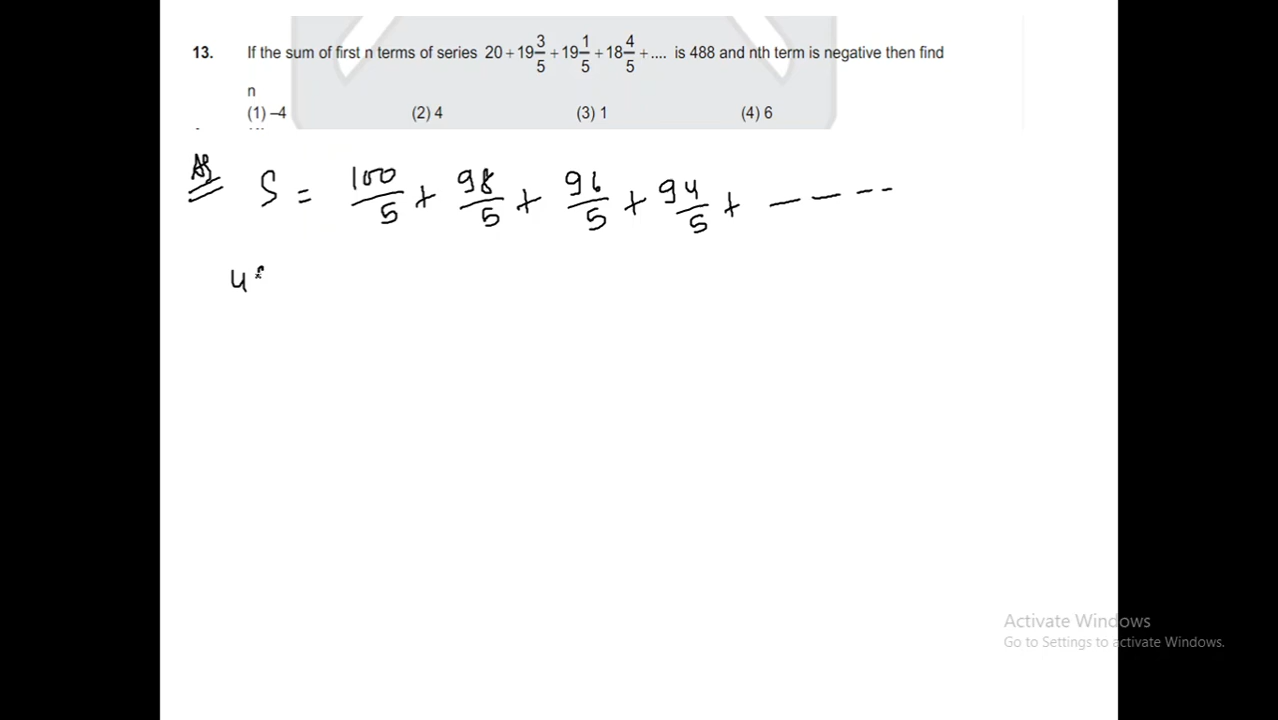 13. If the sum of first n terms of series 20 + 19 3/5 + 19 1/5 + 18 4/5 + .... is 488 and nth term is negative then find
n
(1) –4 (2) 4 (3) 1 (4) 6
S = 100/5 + 98/5 + 96/5 + 94/5 + – – – –
Activate Windows
Go to Settings to activate Windows.